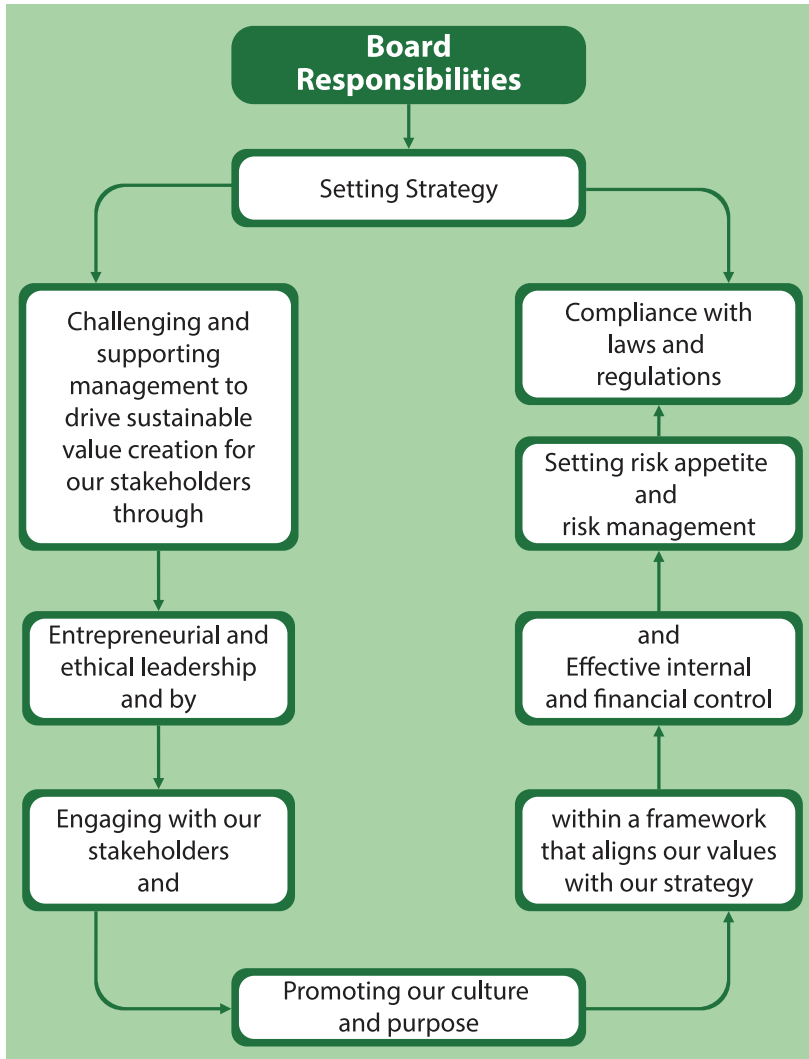 Board
Responsibilities
Setting Strategy
Challenging and
supporting
management to
drive sustainable
value creation for
our stakeholders
through
Entrepreneurial and
ethical leadership
and by
Engaging with our
stakeholders
and
Promoting our culture
and purpose
within a framework
that aligns our values
with our strategy
and
Effective internal
and financial control
Setting risk appetite
and
risk management
Compliance with
laws and
regulations